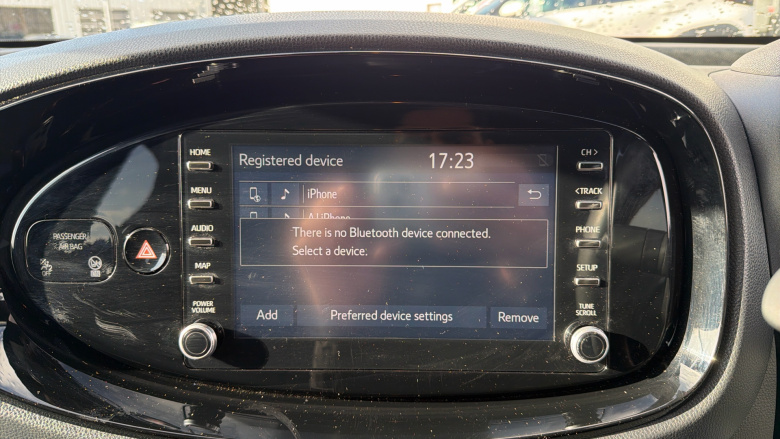 HOME
MENU
AUDIO
MAP
POWER
VOLUME
PASSENGER
AIR BAG
Registered device
17:23
iPhone
A L iPhone
There is no Bluetooth device connected.
Select a device.
Add
Preferred device settings
Remove
CH >
<TRACK
PHONE
SETUP
TUNE
SCROLL